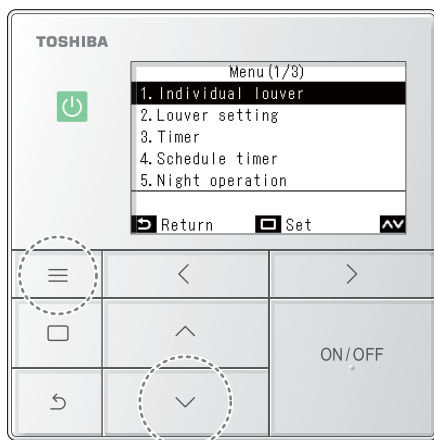 TOSHIBA
Menu(1/3)
1. Individual louver
2. Louver setting
3. Timer
4. Schedule timer
5. Night operation
Return Set
ON/OFF